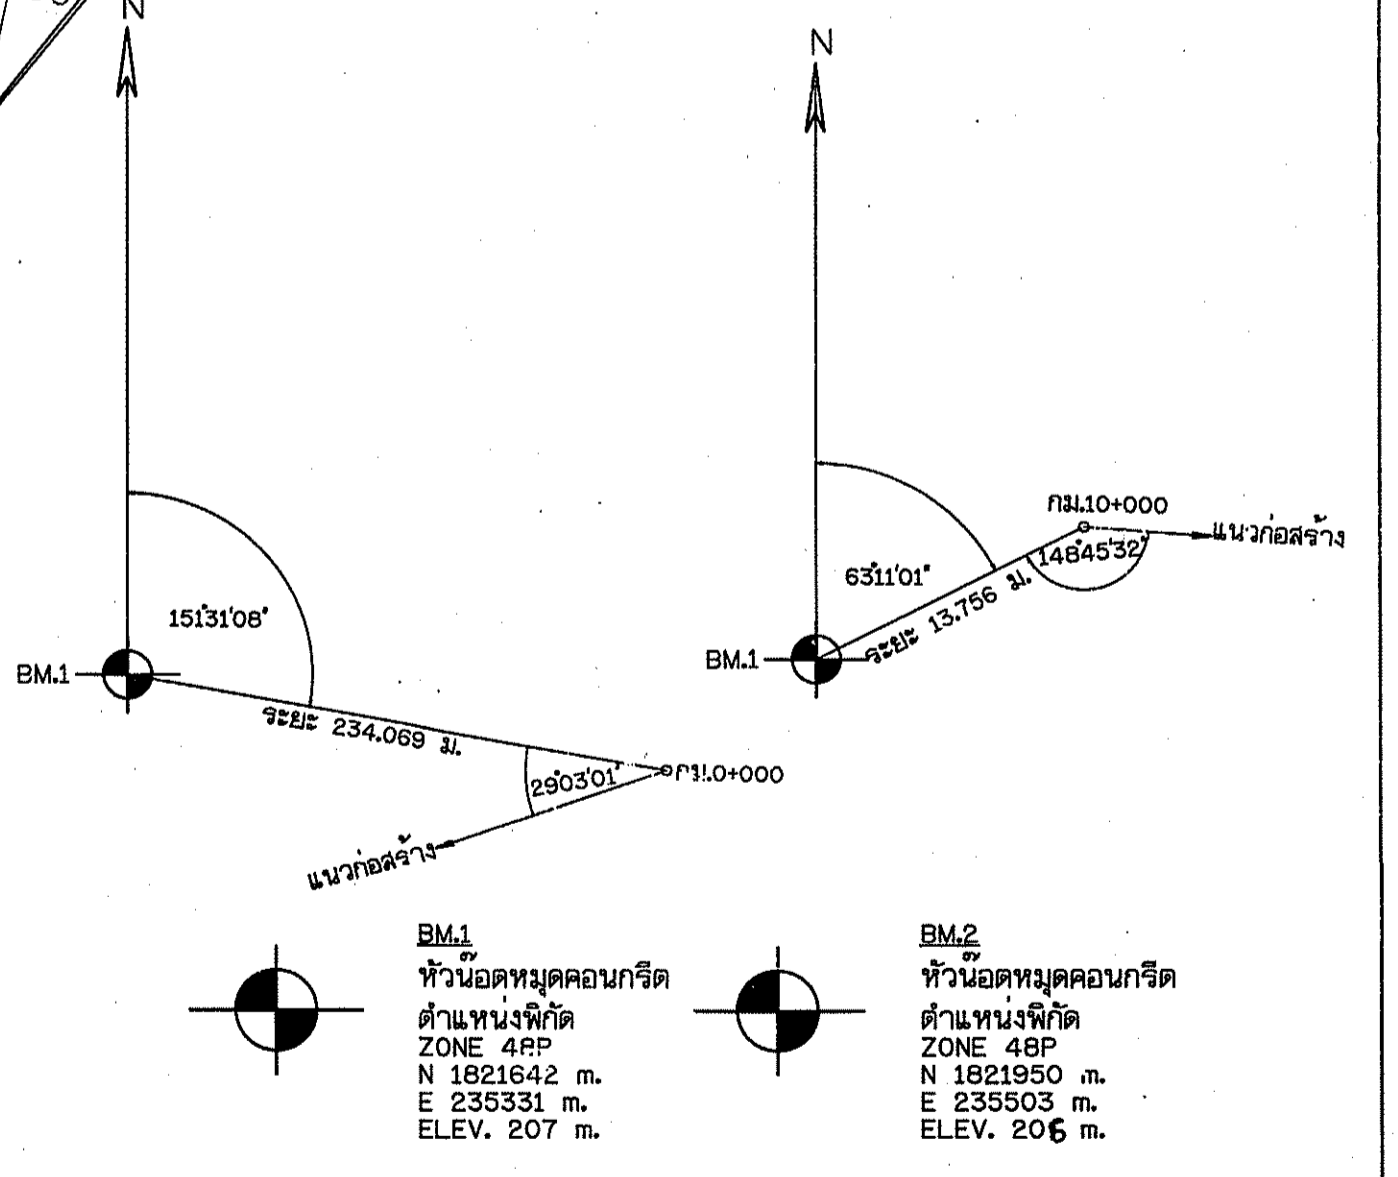 N
151°31'08"
BM.1
ระยะ 234.069 ม.
29°03'01"
กม.0+000
แนวก่อสร้าง
N
กม.10+000
แนวก่อสร้าง
148°45'32"
63°11'01"
ระยะ 13.756 ม.
BM.1
BM.1
หัวน๊อตหมุดคอนกรีต
ตำแหน่งพิกัด
ZONE 48P
N 1821642 m.
E 235331 m.
ELEV. 207 m.
BM.2
หัวน๊อตหมุดคอนกรีต
ตำแหน่งพิกัด
ZONE 48P
N 1821950 m.
E 235503 m.
ELEV. 206 m.